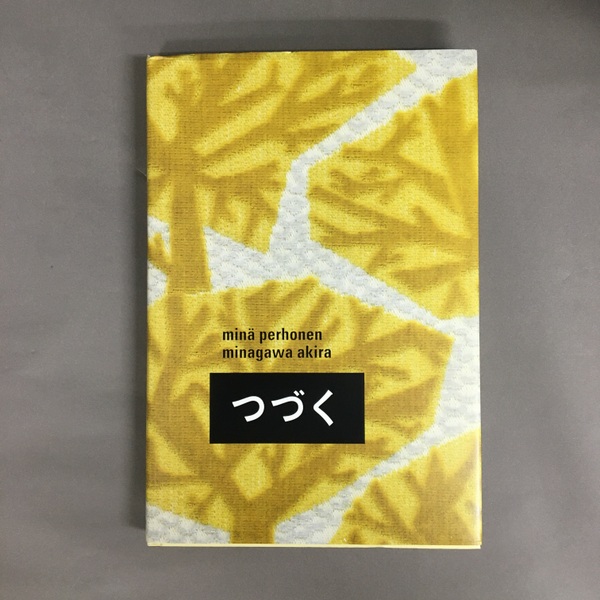 minä perhonen
minagawa akira
つづく